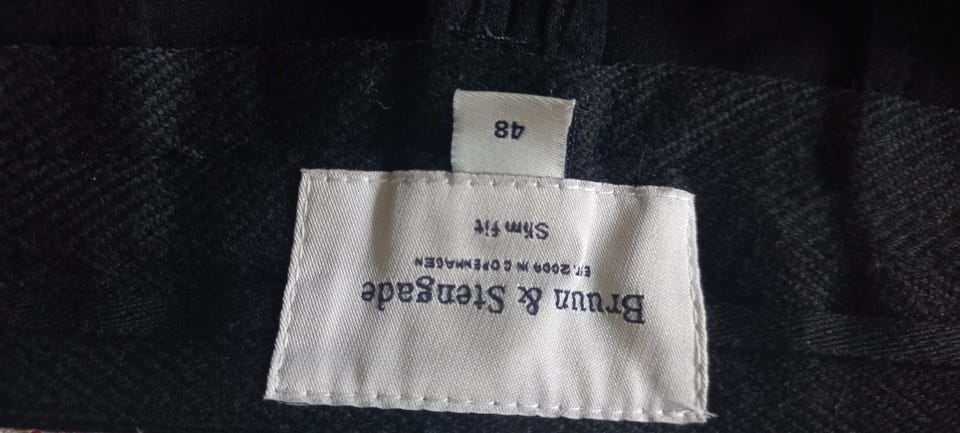 Bruun & Stengade
EST. 2009 IN COPENHAGEN
Slim fit
48